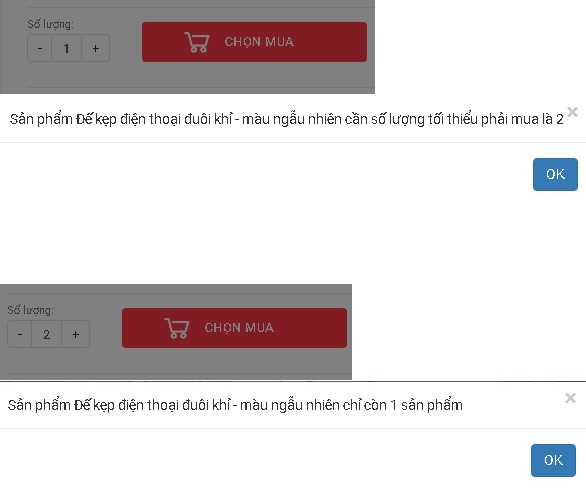 Số lượng:
- 1 + CHỌN MUA
×
Sản phẩm Đế kẹp điện thoại đuôi khỉ - màu ngẫu nhiên cần số lượng tối thiểu phải mua là 2
OK
Số lượng:
- 2 + CHỌN MUA
×
Sản phẩm Đế kẹp điện thoại đuôi khỉ - màu ngẫu nhiên chỉ còn 1 sản phẩm
OK